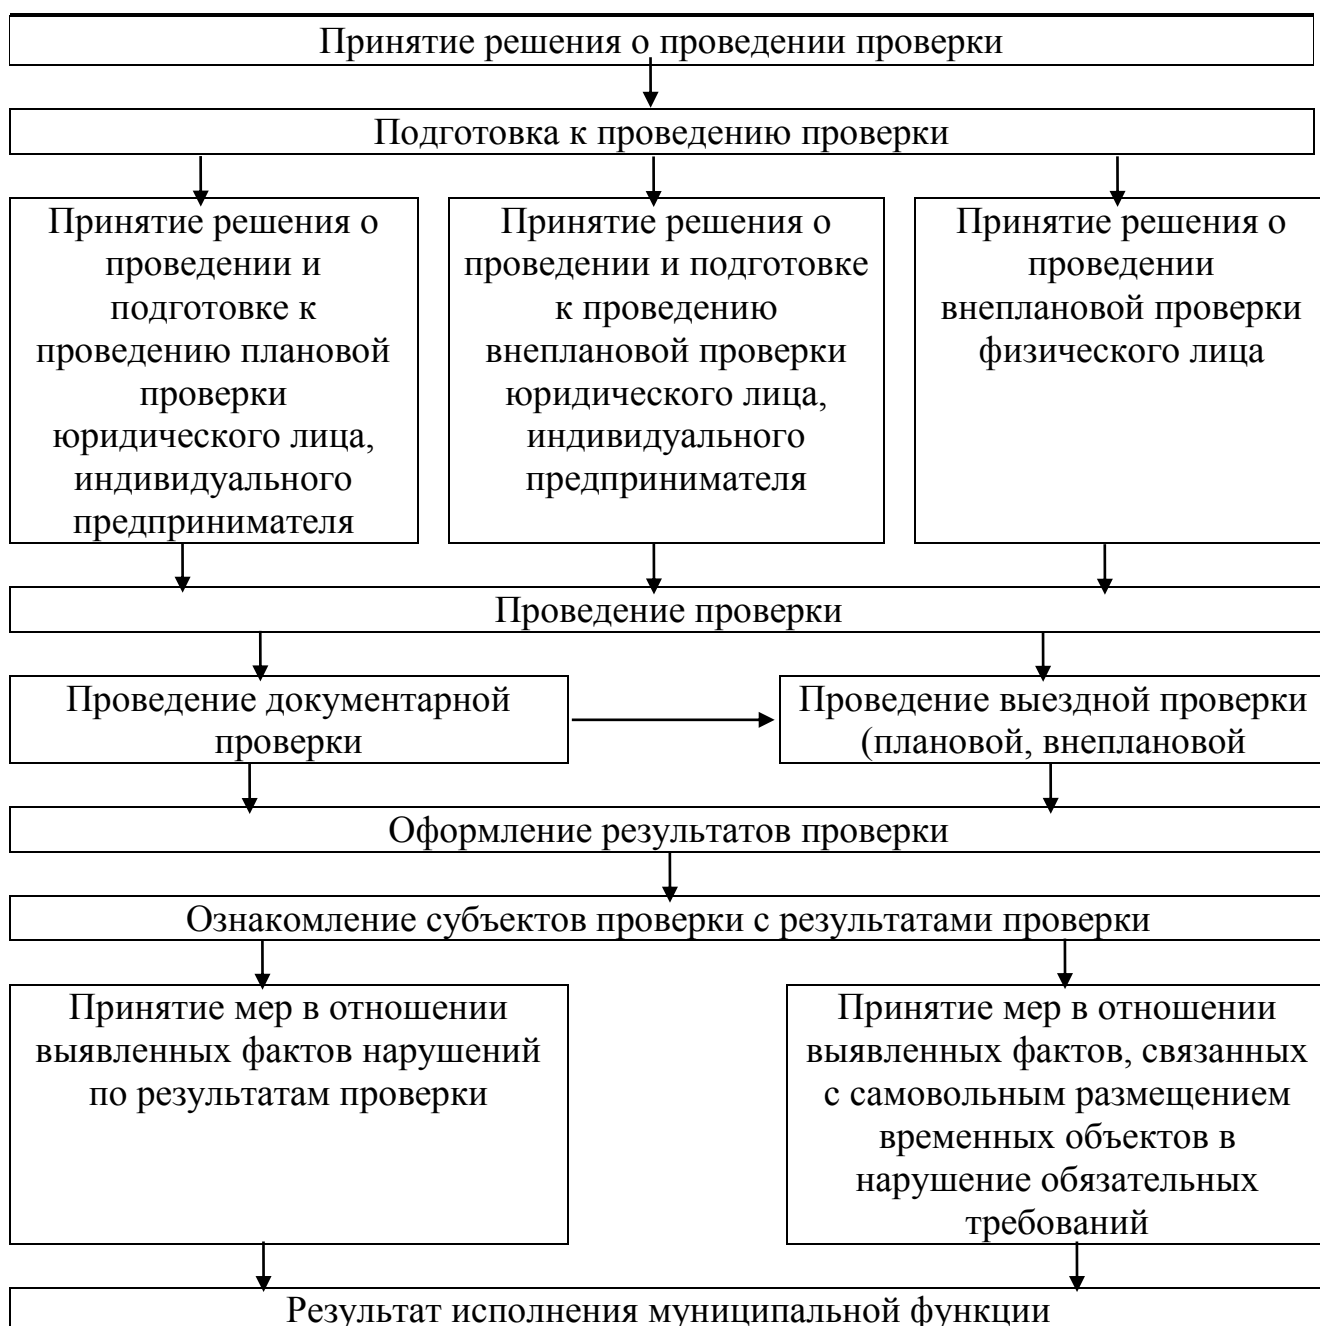 Принятие решения о проведении проверки
Подготовка к проведению проверки
Принятие решения о
проведении и
подготовке к
проведению плановой
проверки
юридического лица,
индивидуального
предпринимателя
Принятие решения о
проведении и подготовке
к проведению
внеплановой проверки
юридического лица,
индивидуального
предпринимателя
Принятие решения о
проведении
внеплановой проверки
физического лица
Проведение проверки
Проведение документарной
проверки
Проведение выездной проверки
(плановой, внеплановой
Оформление результатов проверки
Ознакомление субъектов проверки с результатами проверки
Принятие мер в отношении
выявленных фактов нарушений
по результатам проверки
Принятие мер в отношении
выявленных фактов, связанных
с самовольным размещением
временных объектов в
нарушение обязательных
требований
Результат исполнения муниципальной функции